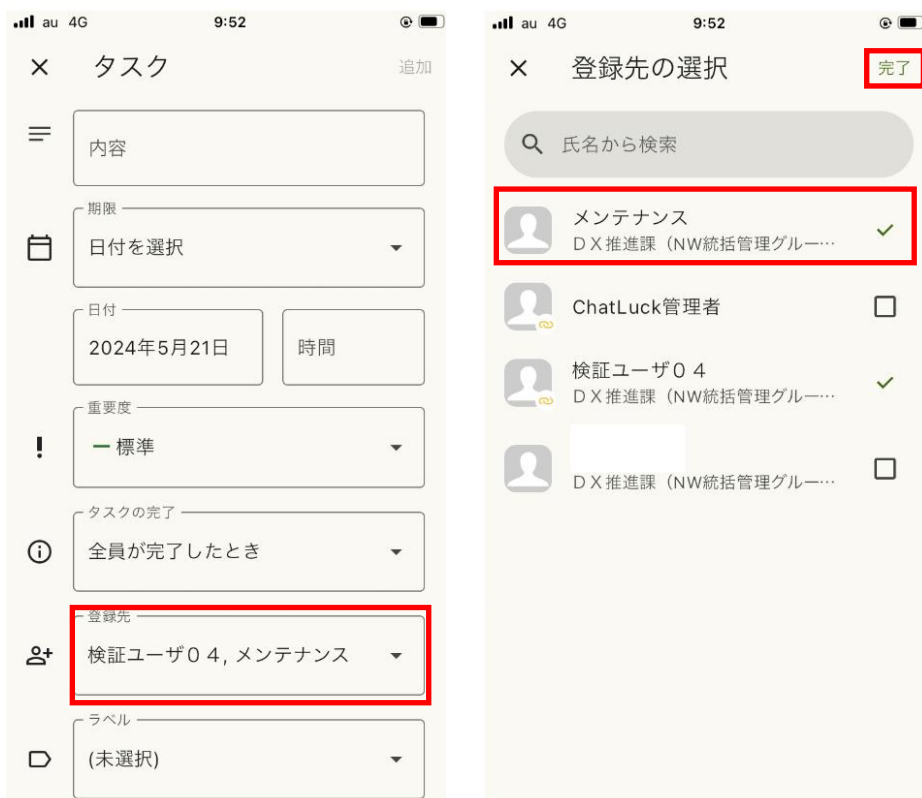 au 4G 9:52
タスク 追加
内容
期限
日付を選択
日付
2024年5月21日 時間
重要度
標準
タスクの完了
全員が完了したとき
登録先
検証ユーザ０４, メンテナンス
ラベル
(未選択)
au 4G 9:52
登録先の選択 完了
氏名から検索
メンテナンス
ＤＸ推進課（NW統括管理グルー…
ChatLuck管理者
検証ユーザ０４
ＤＸ推進課（NW統括管理グルー…
ＤＸ推進課（NW統括管理グルー…